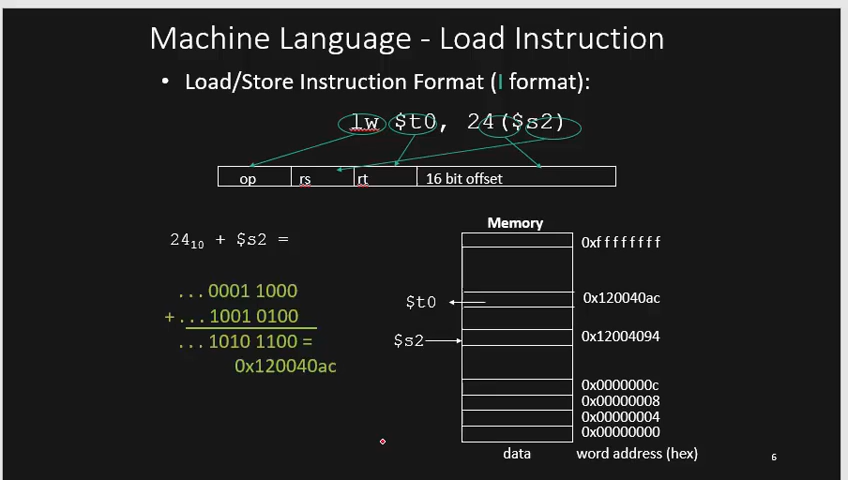 Machine Language - Load Instruction
• Load/Store Instruction Format (I format):
lw $t0, 24($s2)
op rs rt 16 bit offset
24₁₀ + $s2 =
. . . 0001 1000
+ . . . 1001 0100
. . . 1010 1100 =
0x120040ac
Memory
0xffffffff
$t0 0x120040ac
$s2 0x12004094
0x0000000c
0x00000008
0x00000004
0x00000000
data word address (hex)
6